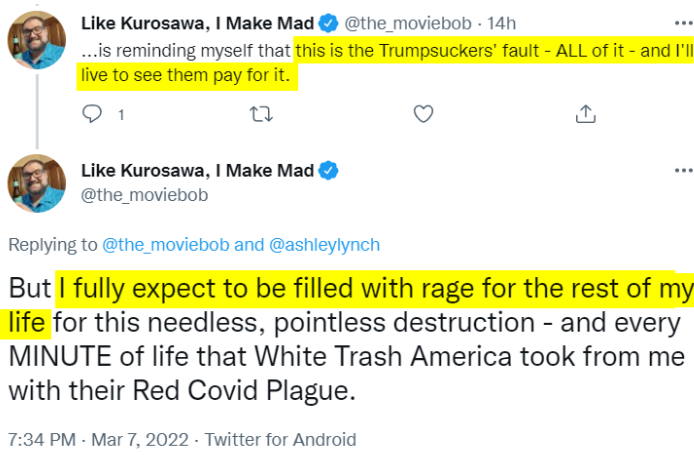 Like Kurosawa, I Make Mad @the_moviebob · 14h
...is reminding myself that this is the Trumpsuckers' fault - ALL of it - and I'll
live to see them pay for it.
1
Like Kurosawa, I Make Mad
@the_moviebob
Replying to @the_moviebob and @ashleylynch
But I fully expect to be filled with rage for the rest of my
life for this needless, pointless destruction - and every
MINUTE of life that White Trash America took from me
with their Red Covid Plague.
7:34 PM · Mar 7, 2022 · Twitter for Android